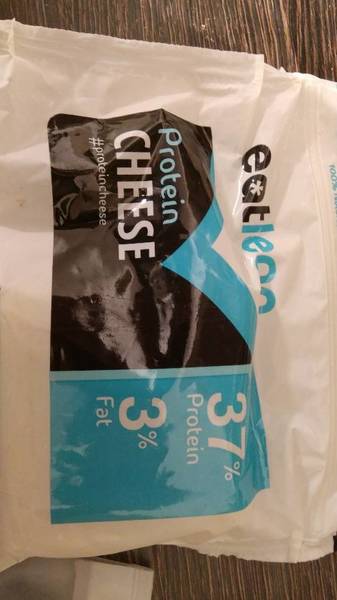 eatlean
Protein
CHEESE
#proteincheese
37%
Protein
3%
Fat